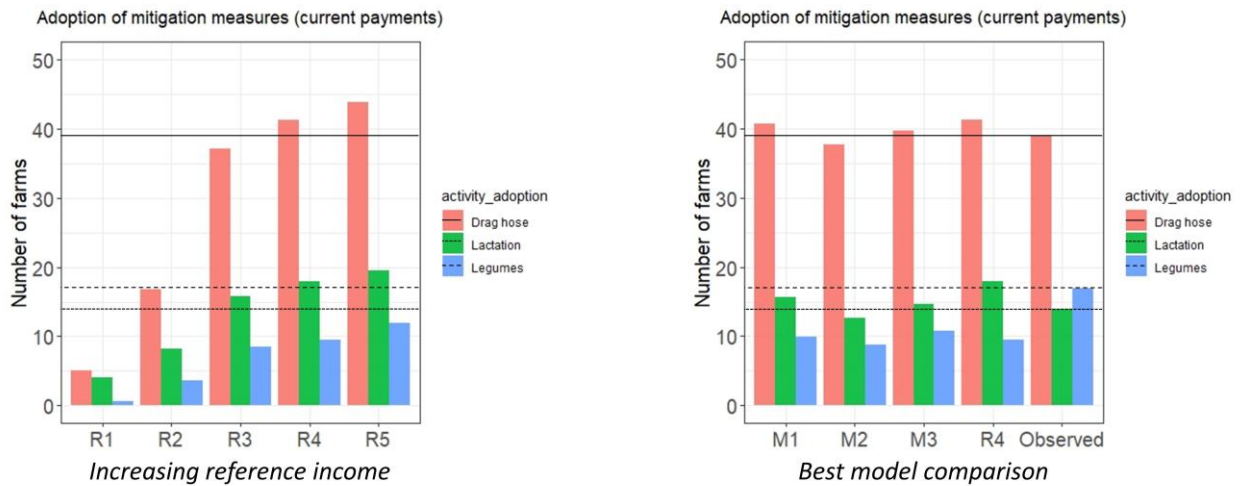 Adoption of mitigation measures (current payments)
Number of farms
50
40
30
20
10
0
R1 R2 R3 R4 R5
activity_adoption
Drag hose
Lactation
Legumes
Increasing reference income
Adoption of mitigation measures (current payments)
Number of farms
50
40
30
20
10
0
M1 M2 M3 R4 Observed
activity_adoption
Drag hose
Lactation
Legumes
Best model comparison